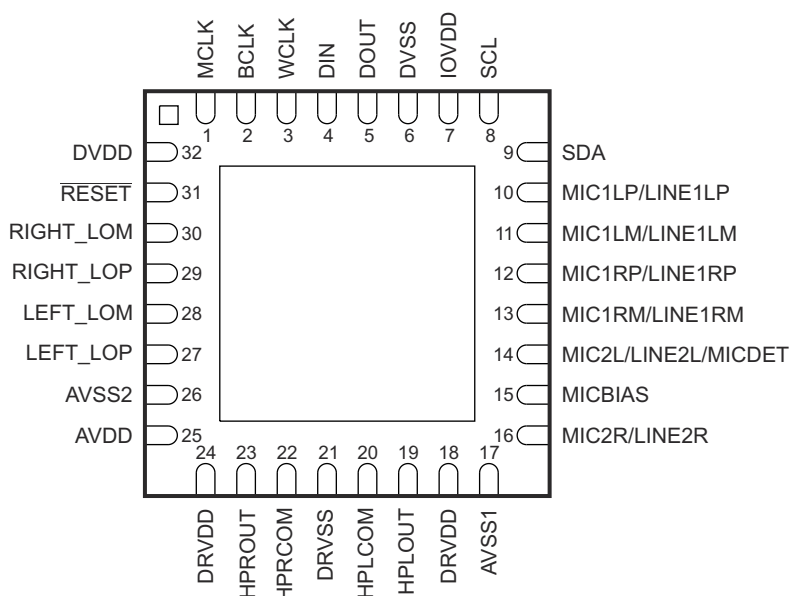 MCLK
BCLK
WCLK
DIN
DOUT
DVSS
IOVDD
SCL
1
2
3
4
5
6
7
8
DVDD 32
RESET 31
RIGHT_LOM 30
RIGHT_LOP 29
LEFT_LOM 28
LEFT_LOP 27
AVSS2 26
AVDD 25
9 SDA
10 MIC1LP/LINE1LP
11 MIC1LM/LINE1LM
12 MIC1RP/LINE1RP
13 MIC1RM/LINE1RM
14 MIC2L/LINE2L/MICDET
15 MICBIAS
16 MIC2R/LINE2R
24
23
22
21
20
19
18
17
DRVDD
HPROUT
HPRCOM
DRVSS
HPLCOM
HPLOUT
DRVDD
AVSS1